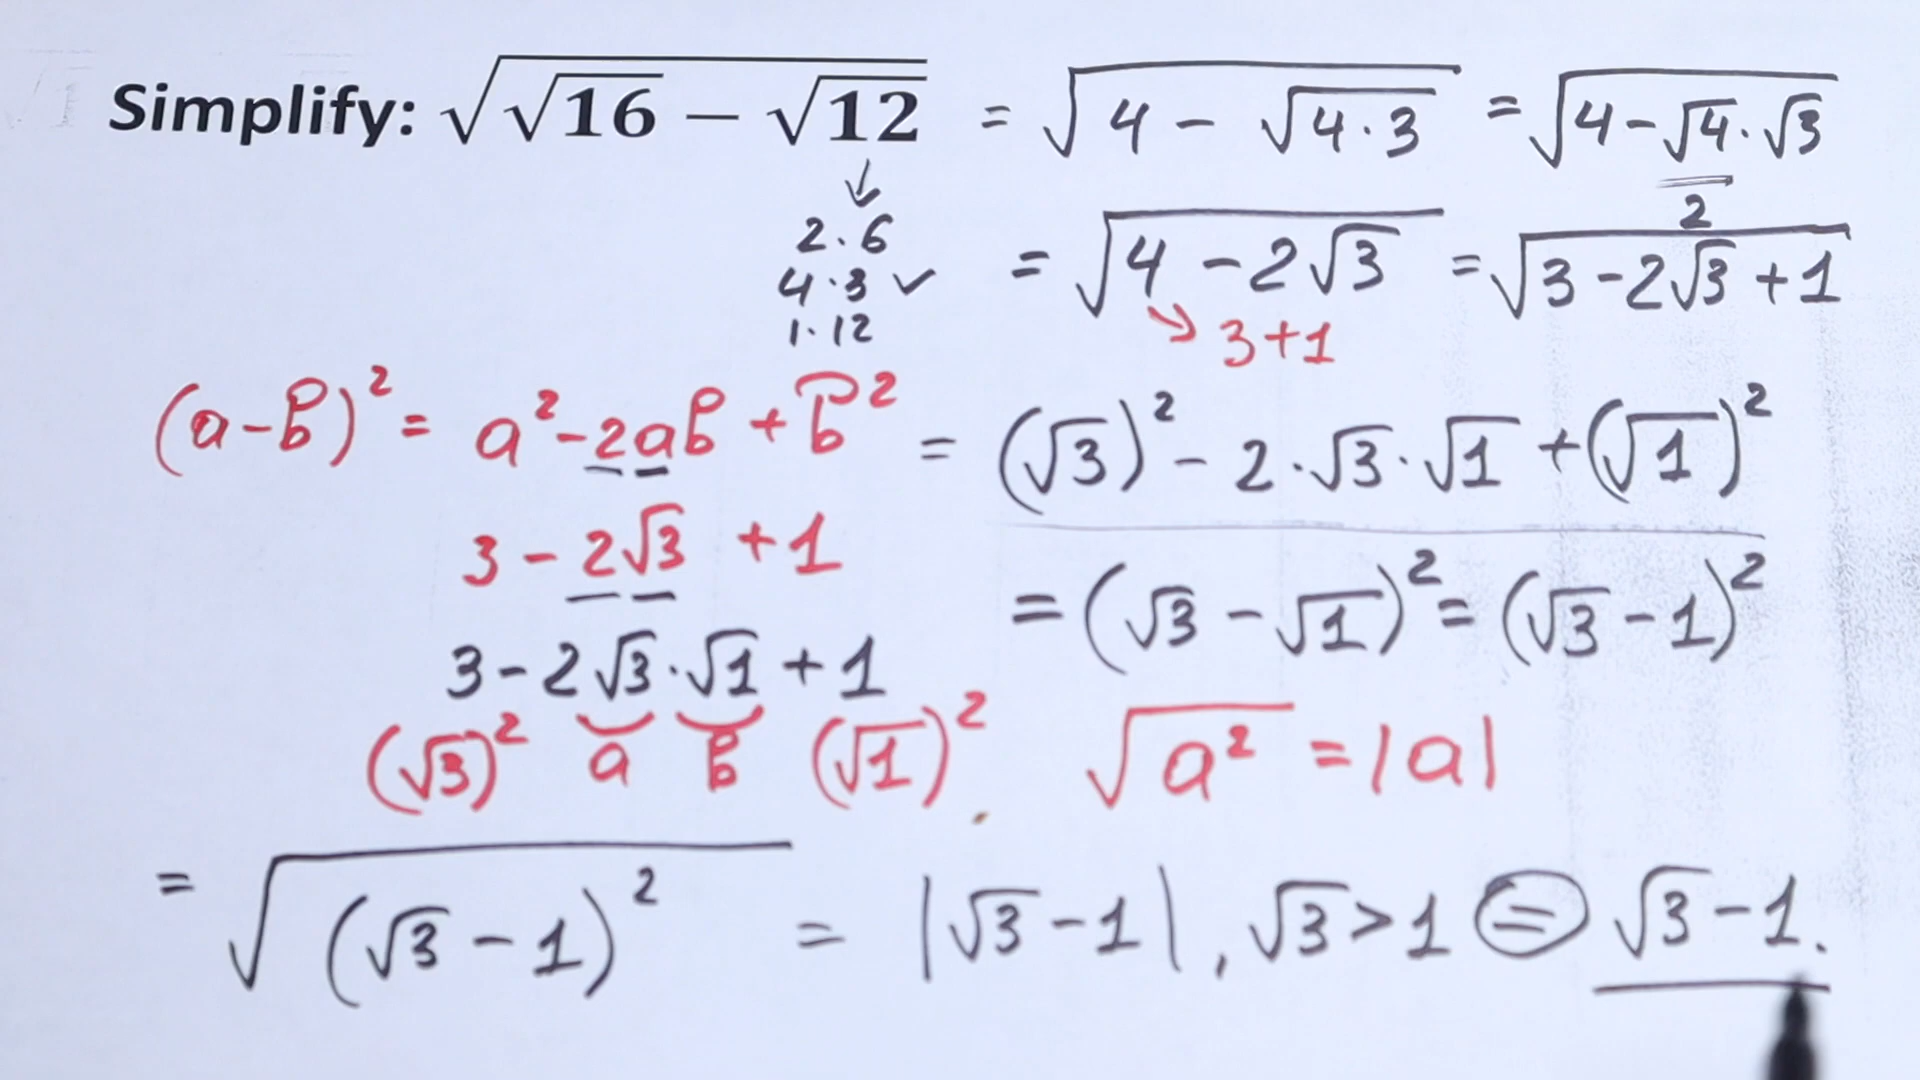 Simplify: √(√16 − √12) = √(4 − √(4·3)) = √(4 − √4·√3)
2
2·6
4·3 ✓
1·12
= √(4 − 2√3) = √(3 − 2√3 + 1)
→ 3+1
(a−b)² = a² − 2ab + b²
= (√3)² − 2·√3·√1 + (√1)²
3 − 2√3 + 1
= (√3 − √1)² = (√3 − 1)²
3 − 2√3·√1 + 1
(√3)² a b (√1)²
√(a²) = |a|
= √((√3 − 1)²) = |√3 − 1|, √3 > 1 = √3 − 1.